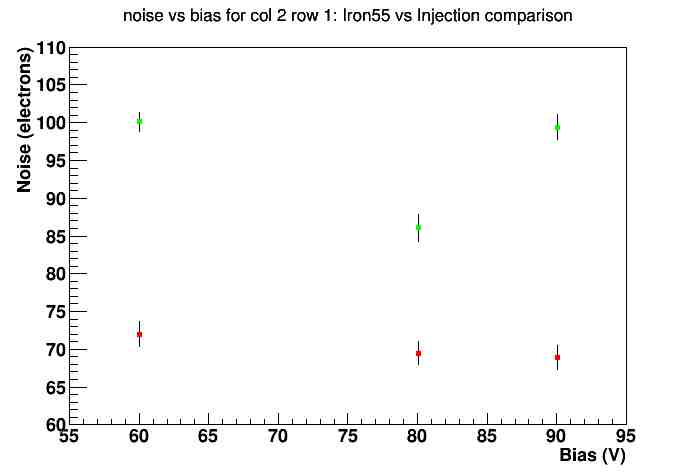 noise vs bias for col 2 row 1: Iron55 vs Injection comparison
Noise (electrons)
110
105
100
95
90
85
80
75
70
65
60
55 60 65 70 75 80 85 90 95
Bias (V)